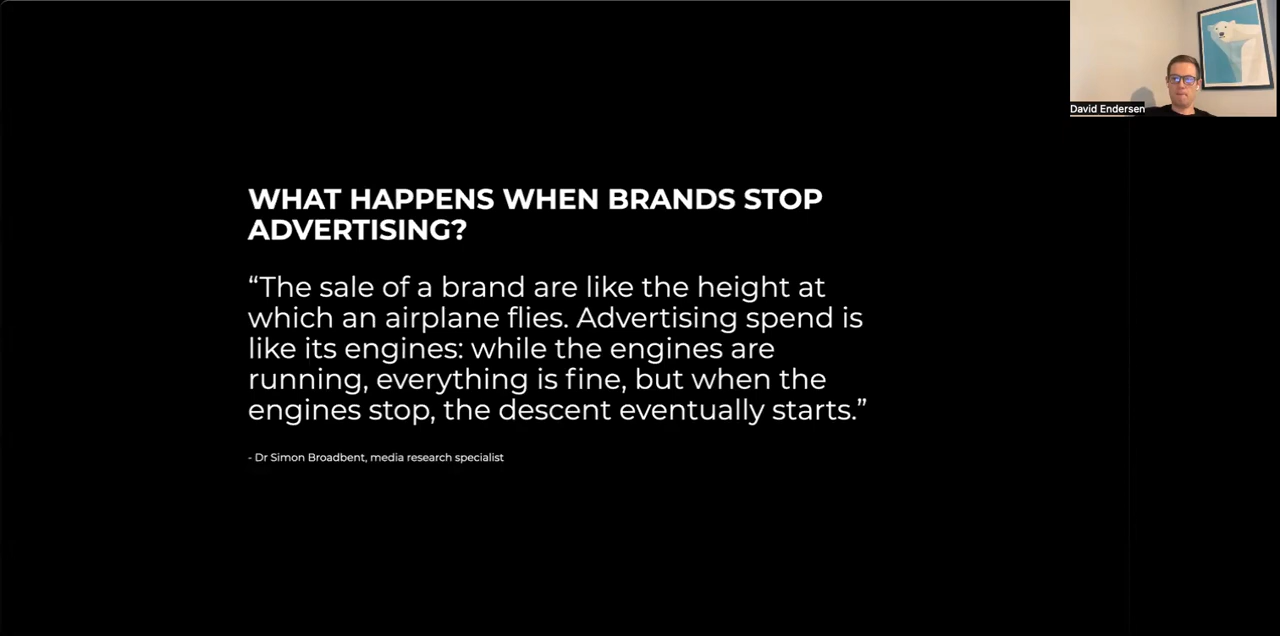 David Endersen
WHAT HAPPENS WHEN BRANDS STOP
ADVERTISING?
“The sale of a brand are like the height at
which an airplane flies. Advertising spend is
like its engines: while the engines are
running, everything is fine, but when the
engines stop, the descent eventually starts.”
- Dr Simon Broadbent, media research specialist